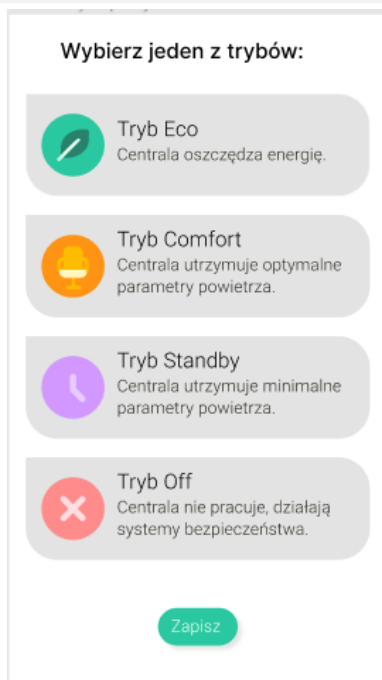 Wybierz jeden z trybów:
Tryb Eco
Centrala oszczędza energię.
Tryb Comfort
Centrala utrzymuje optymalne
parametry powietrza.
Tryb Standby
Centrala utrzymuje minimalne
parametry powietrza.
Tryb Off
Centrala nie pracuje, działają
systemy bezpieczeństwa.
Zapisz